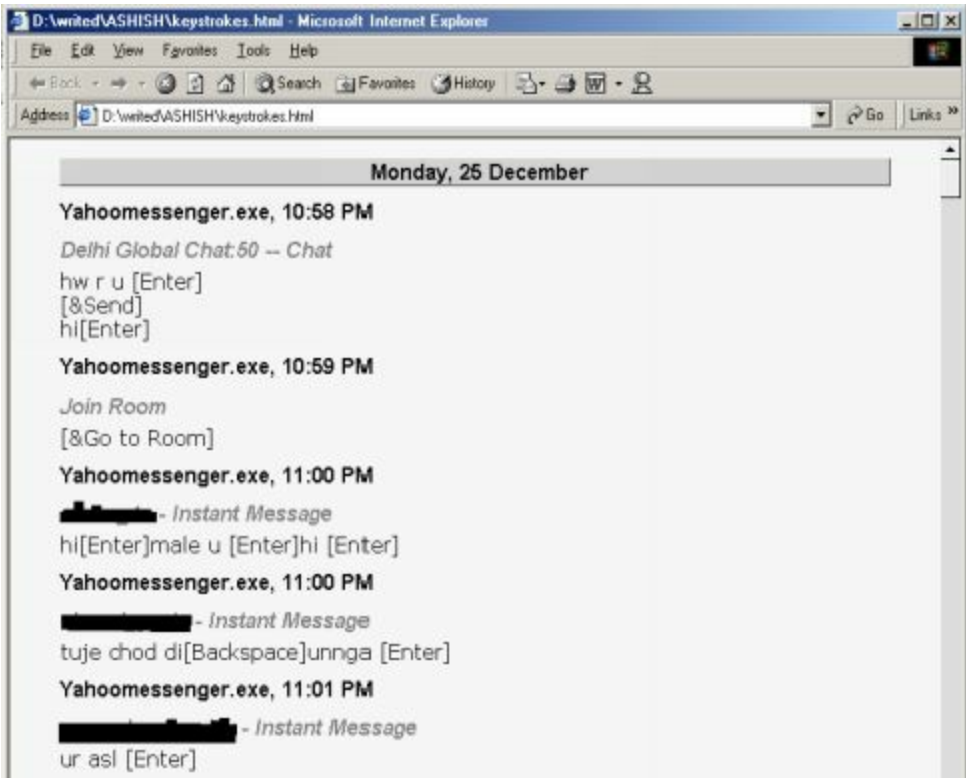 D:\writed\ASHISH\keystrokes.html - Microsoft Internet Explorer
File Edit View Favorites Tools Help
Back Search Favorites History
Address D:\writed\ASHISH\keystrokes.html Go Links »
Monday, 25 December
Yahoomessenger.exe, 10:58 PM
Delhi Global Chat:50 -- Chat
hw r u [Enter]
[&Send]
hi[Enter]
Yahoomessenger.exe, 10:59 PM
Join Room
[&Go to Room]
Yahoomessenger.exe, 11:00 PM
- Instant Message
hi[Enter]male u [Enter]hi [Enter]
Yahoomessenger.exe, 11:00 PM
- Instant Message
tuje chod di[Backspace]unnga [Enter]
Yahoomessenger.exe, 11:01 PM
- Instant Message
ur asl [Enter]